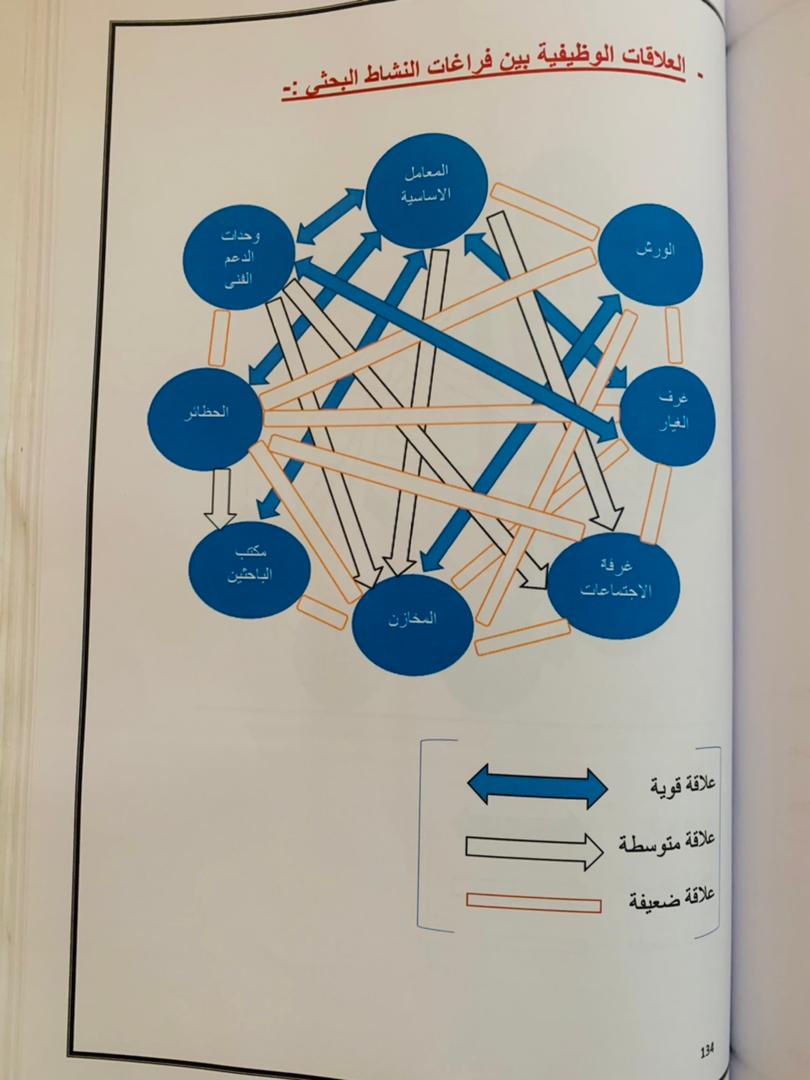 - العلاقات الوظيفية بين فراغات النشاط البحثي :-
المعامل
الاساسية
الورش
وحدات
الدعم
الفنى
غرف
الغيار
الحظائر
مكتب
الباحثين
غرفة
الاجتماعات
المخازن
علاقة قوية
علاقة متوسطة
علاقة ضعيفة
134